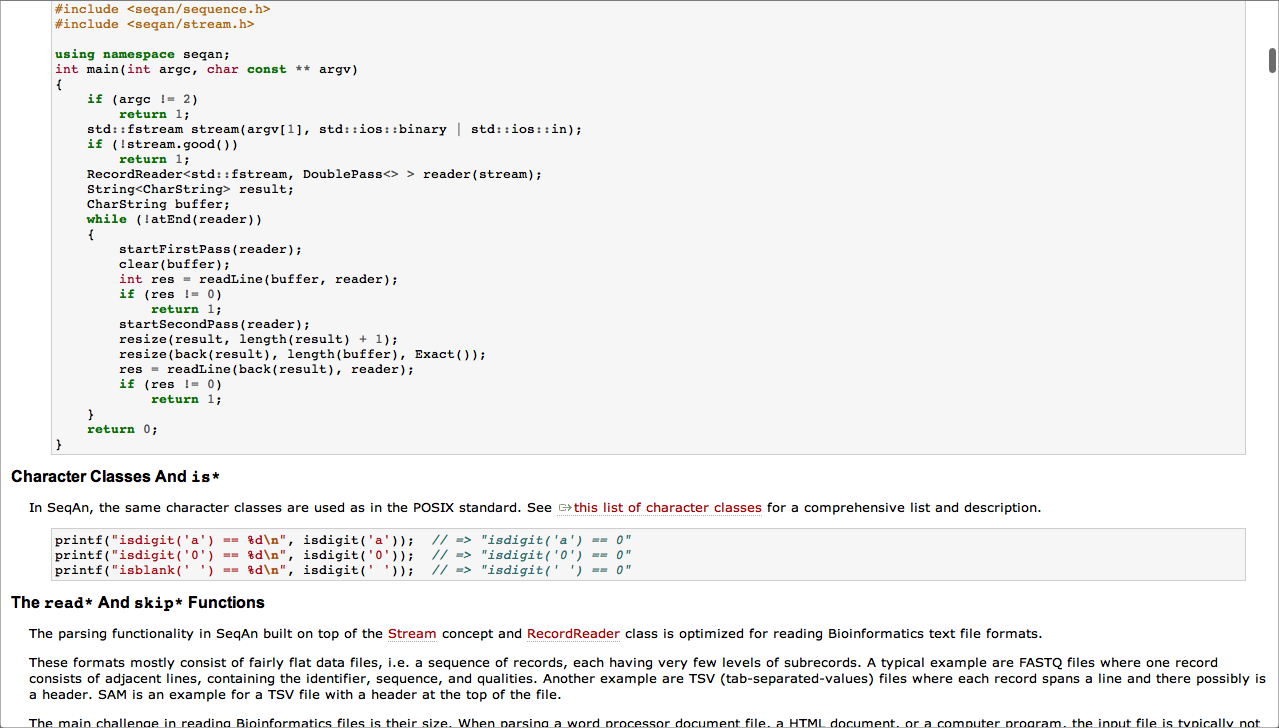 #include <seqan/sequence.h>
#include <seqan/stream.h>
using namespace seqan;
int main(int argc, char const ** argv)
{
if (argc != 2)
return 1;
std::fstream stream(argv[1], std::ios::binary | std::ios::in);
if (!stream.good())
return 1;
RecordReader<std::fstream, DoublePass<> > reader(stream);
String<CharString> result;
CharString buffer;
while (!atEnd(reader))
{
startFirstPass(reader);
clear(buffer);
int res = readLine(buffer, reader);
if (res != 0)
return 1;
startSecondPass(reader);
resize(result, length(result) + 1);
resize(back(result), length(buffer), Exact());
res = readLine(back(result), reader);
if (res != 0)
return 1;
}
return 0;
}
Character Classes And is*
In SeqAn, the same character classes are used as in the POSIX standard. See this list of character classes for a comprehensive list and description.
printf("isdigit('a') == %d\n", isdigit('a'));  // => "isdigit('a') == 0"
printf("isdigit('0') == %d\n", isdigit('0'));  // => "isdigit('0') == 0"
printf("isblank(' ') == %d\n", isdigit(' '));  // => "isdigit(' ') == 0"
The read* And skip* Functions
The parsing functionality in SeqAn built on top of the Stream concept and RecordReader class is optimized for reading Bioinformatics text file formats.
These formats mostly consist of fairly flat data files, i.e. a sequence of records, each having very few levels of subrecords. A typical example are FASTQ files where one record
consists of adjacent lines, containing the identifier, sequence, and qualities. Another example are TSV (tab-separated-values) files where each record spans a line and there possibly is
a header. SAM is an example for a TSV file with a header at the top of the file.
The main challenge in reading Bioinformatics files is their size. When parsing a word processor document file, a HTML document, or a computer program, the input file is typically not